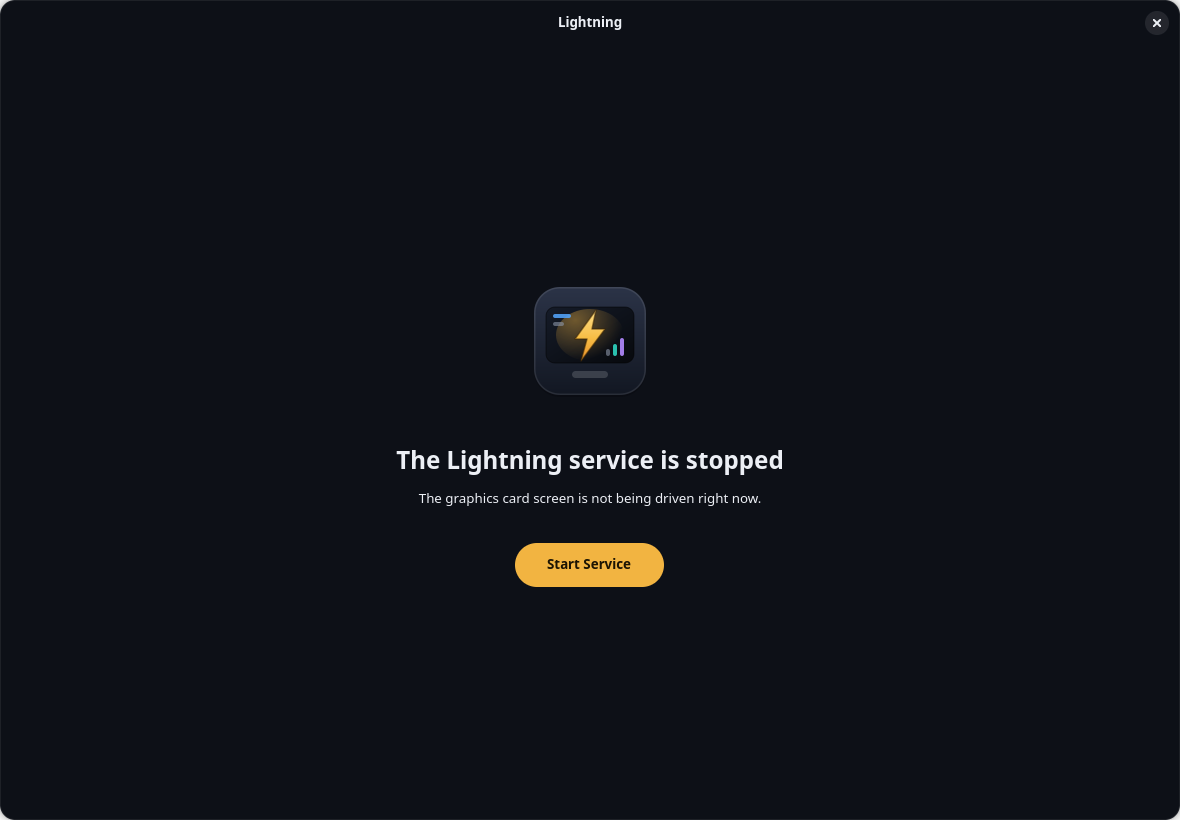 Lightning
The Lightning service is stopped
The graphics card screen is not being driven right now.
Start Service